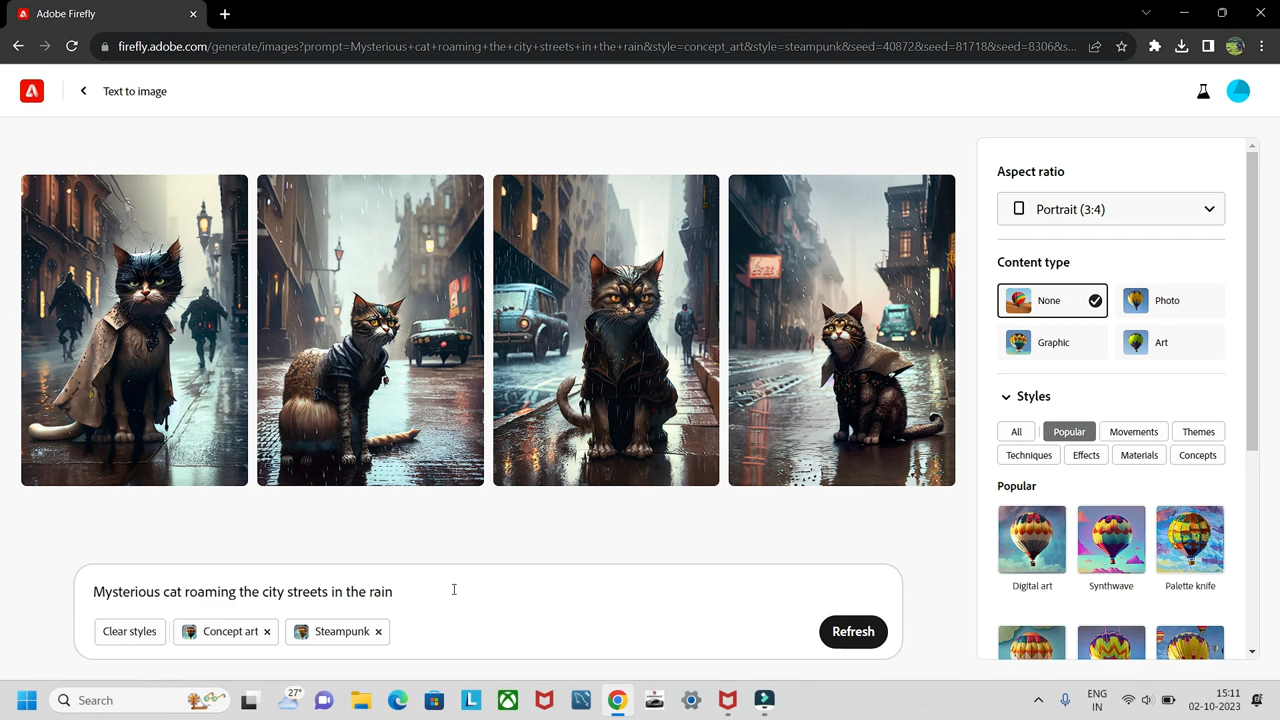 Adobe Firefly
firefly.adobe.com/generate/images?prompt=Mysterious+cat+roaming+the+city+streets+in+the+rain&style=concept_art&style=steampunk&seed=40872&seed=81718&seed=8306&s...
Text to image
Aspect ratio
Portrait (3:4)
Content type
None
Photo
Graphic
Art
Styles
All
Popular
Movements
Themes
Techniques
Effects
Materials
Concepts
Popular
Digital art
Synthwave
Palette knife
Mysterious cat roaming the city streets in the rain
Clear styles
Concept art
Steampunk
Refresh
Search
27°
ENG
IN
15:11
02-10-2023